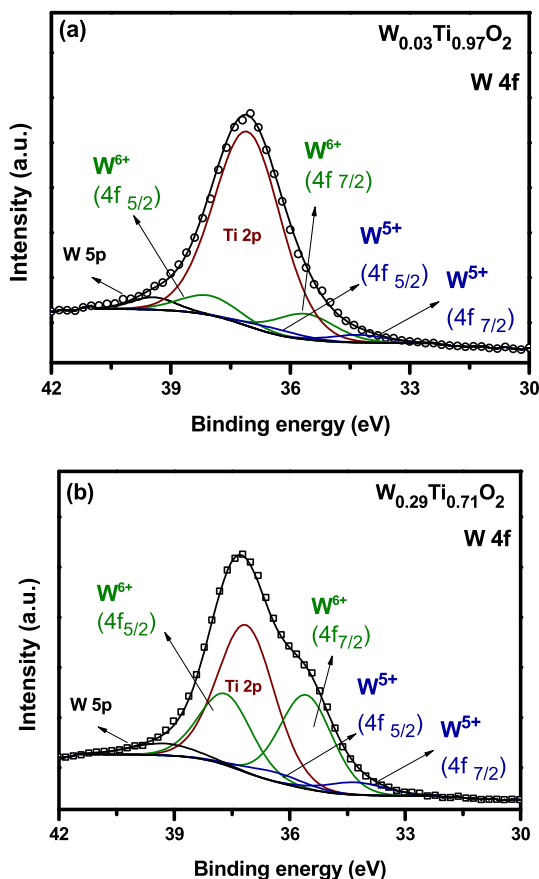 (a)
W0.03Ti0.97O2
W 4f
W6+
(4f 5/2)
W6+
(4f 7/2)
Ti 2p
W5+
(4f 5/2)
W 5p
W5+
(4f 7/2)
Intensity (a.u.)
42 39 36 33 30
Binding energy (eV)
(b)
W0.29Ti0.71O2
W 4f
W6+
(4f5/2)
W6+
(4f7/2)
Ti 2p
W5+
(4f 5/2)
W 5p
W5+
(4f 7/2)
Intensity (a.u.)
42 39 36 33 30
Binding energy (eV)